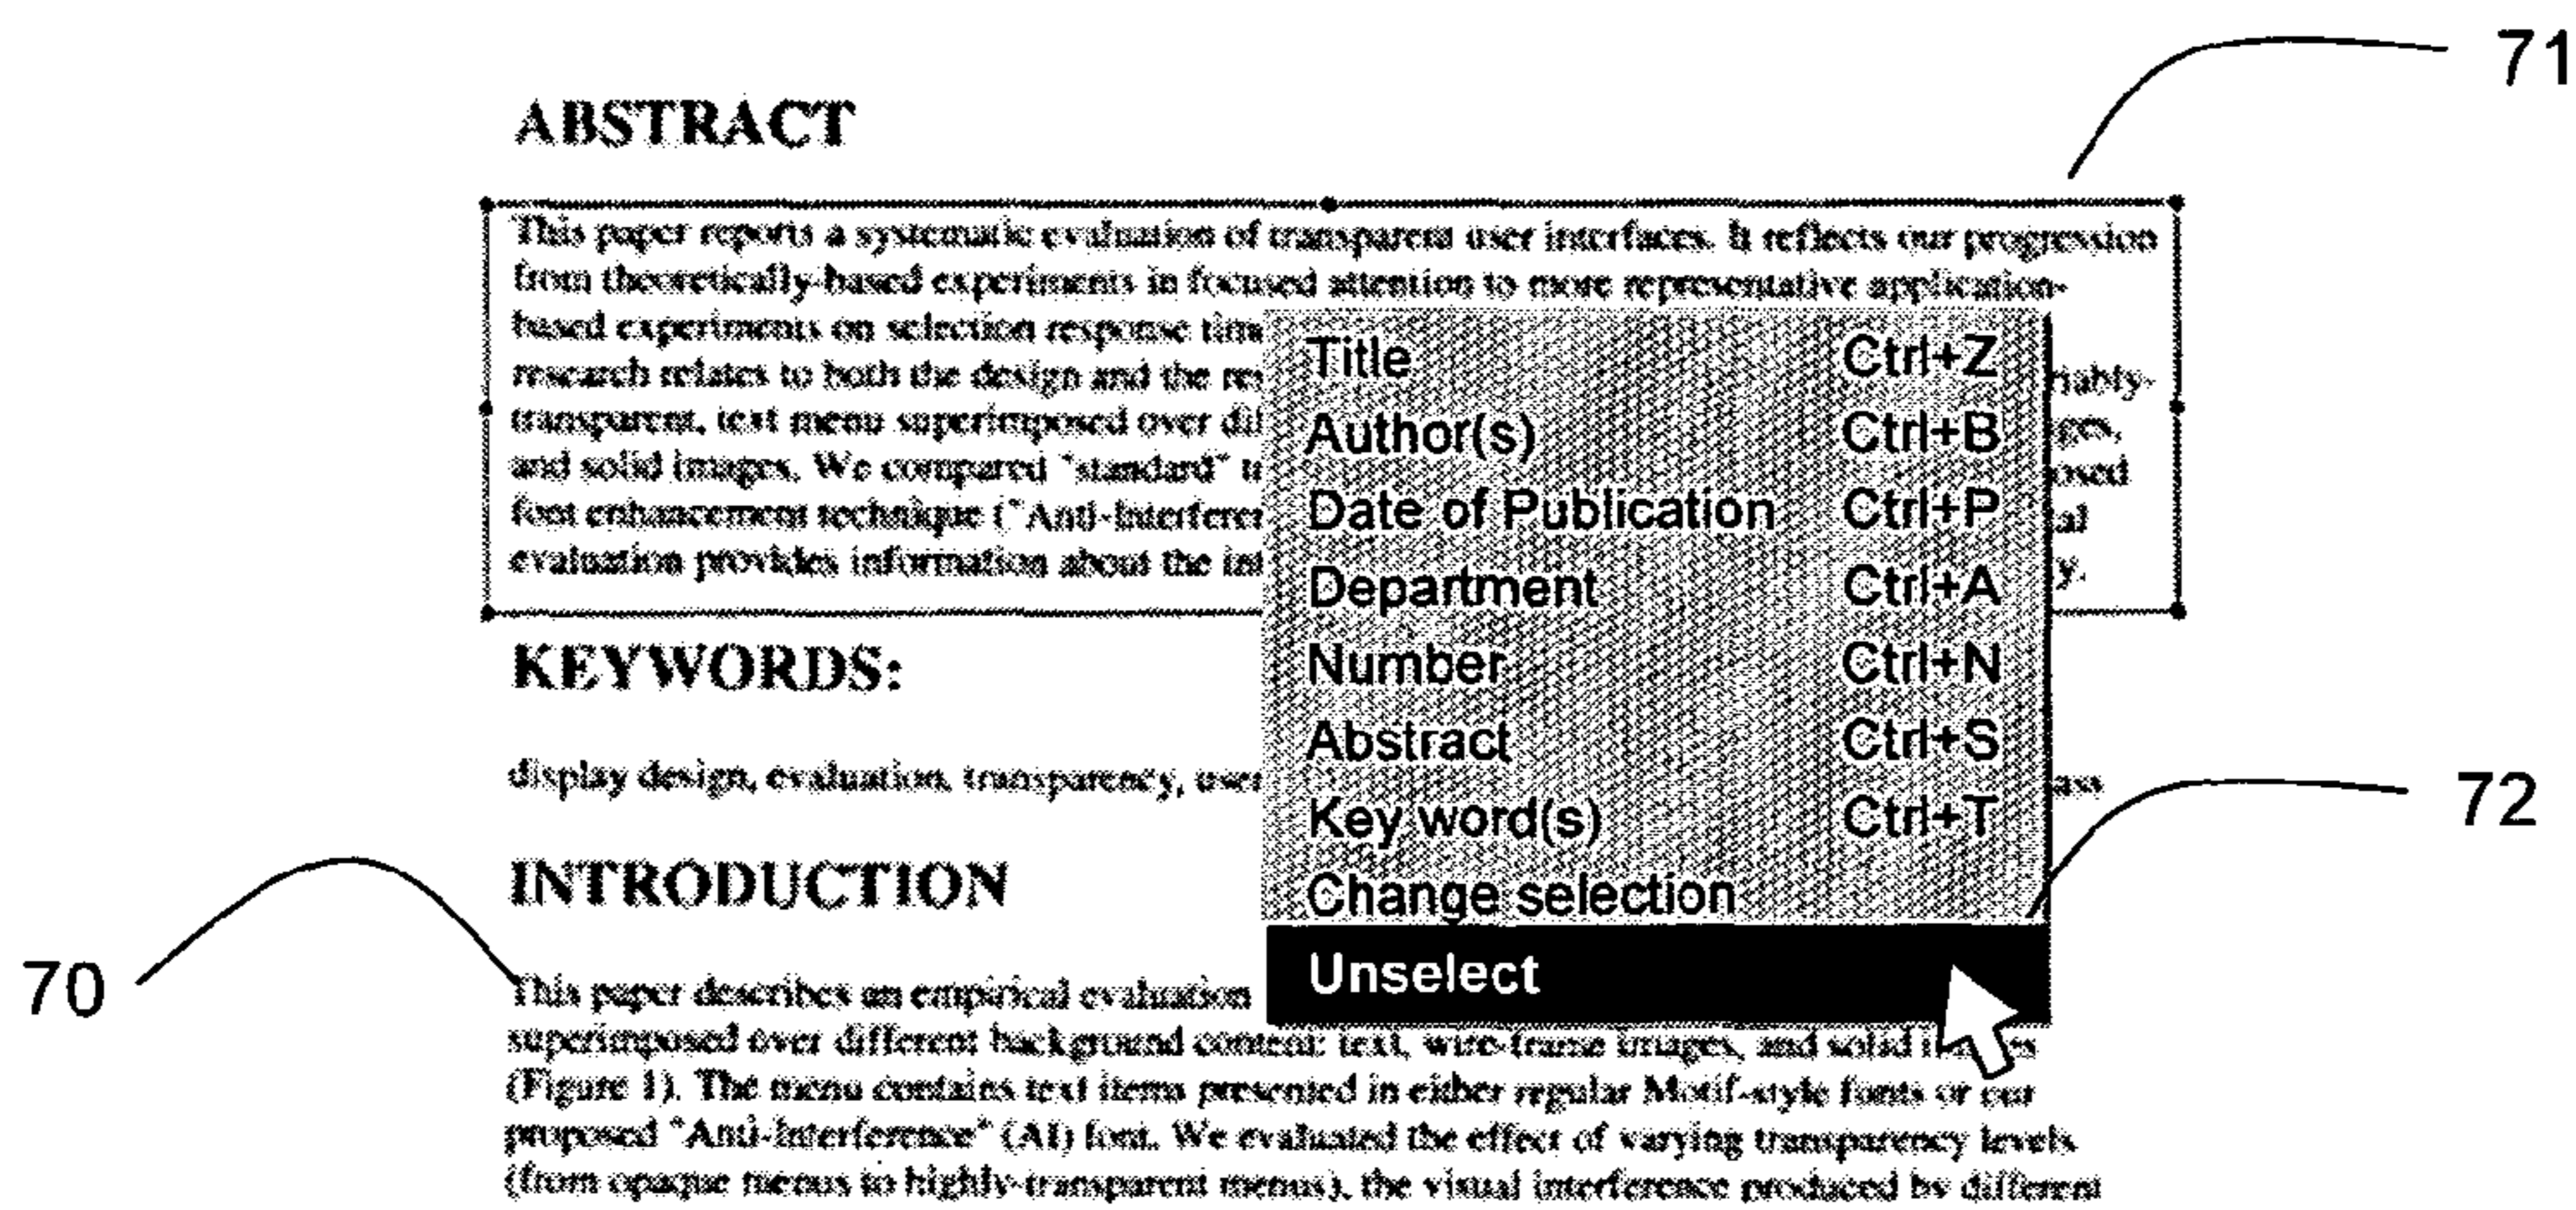 71
ABSTRACT
This paper reports a systematic evaluation of transparent user interfaces. It reflects our progression
from theoretically-based experiments in focused attention to more representative application-
based experiments on selection response
research relates to both the design and the
transparent, text menu superimposed over
and solid images. We compared "standard"
font enhancement technique
evaluation provides information about the
Title Ctrl+Z
Author(s) Ctrl+B
Date of Publication Ctrl+P
Department Ctrl+A
Number Ctrl+N
Abstract Ctrl+S
Key word(s) Ctrl+T
Change selection
Unselect
KEYWORDS:
display design, evaluation, transparency,
72
INTRODUCTION
70
This paper describes an empirical evaluation
superimposed over different background content: text, wire-frame images, and solid
(Figure 1). The menu contains text items presented in either regular Motif-style fonts or our
proposed "Anti-Interference" (AI) font. We evaluated the effect of varying transparency levels
(from opaque menus to highly-transparent menus), the visual interference produced by different